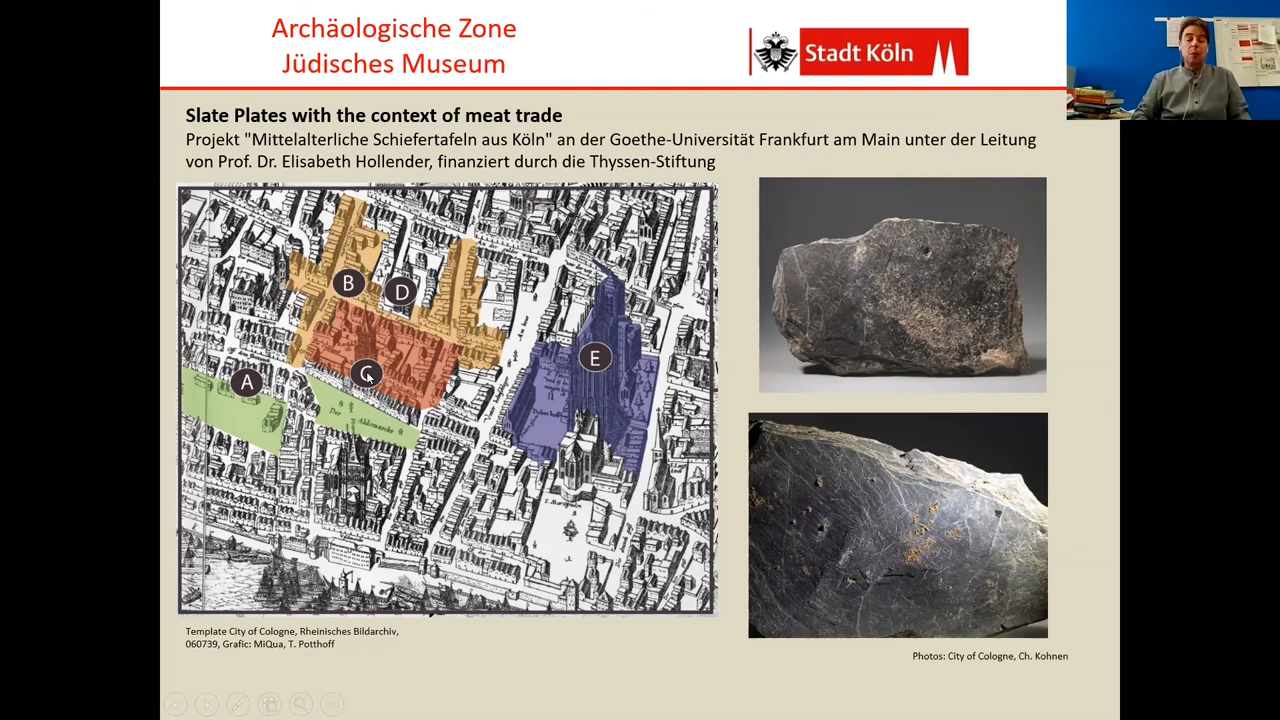 Archäologische Zone
Jüdisches Museum
Stadt Köln
Slate Plates with the context of meat trade
Projekt "Mittelalterliche Schiefertafeln aus Köln" an der Goethe-Universität Frankfurt am Main unter der Leitung
von Prof. Dr. Elisabeth Hollender, finanziert durch die Thyssen-Stiftung
B
D
E
C
A
Der
Template City of Cologne, Rheinisches Bildarchiv,
060739, Grafic: MiQua, T. Potthoff
Photos: City of Cologne, Ch. Kohnen